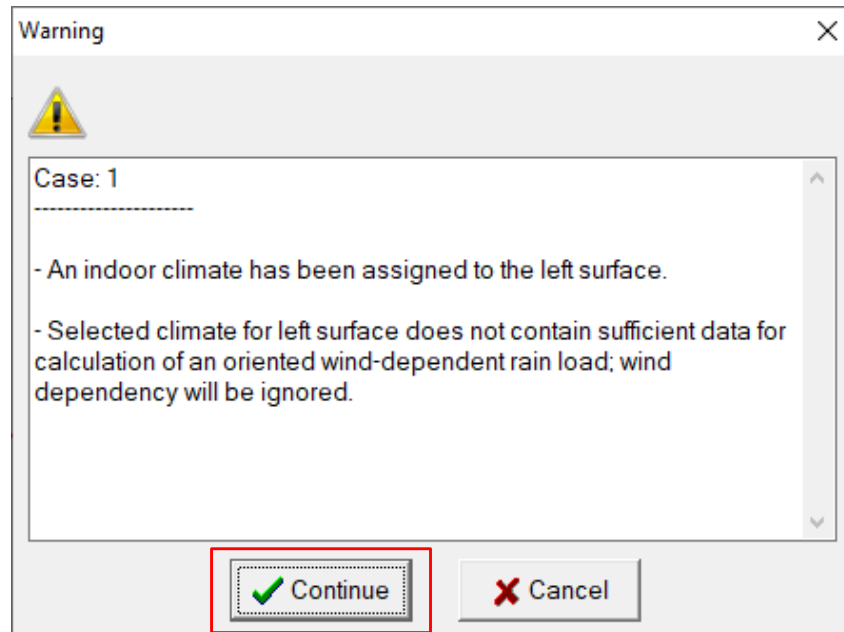 Warning
Case: 1
---------------------
- An indoor climate has been assigned to the left surface.
- Selected climate for left surface does not contain sufficient data for
calculation of an oriented wind-dependent rain load; wind
dependency will be ignored.
Continue
Cancel